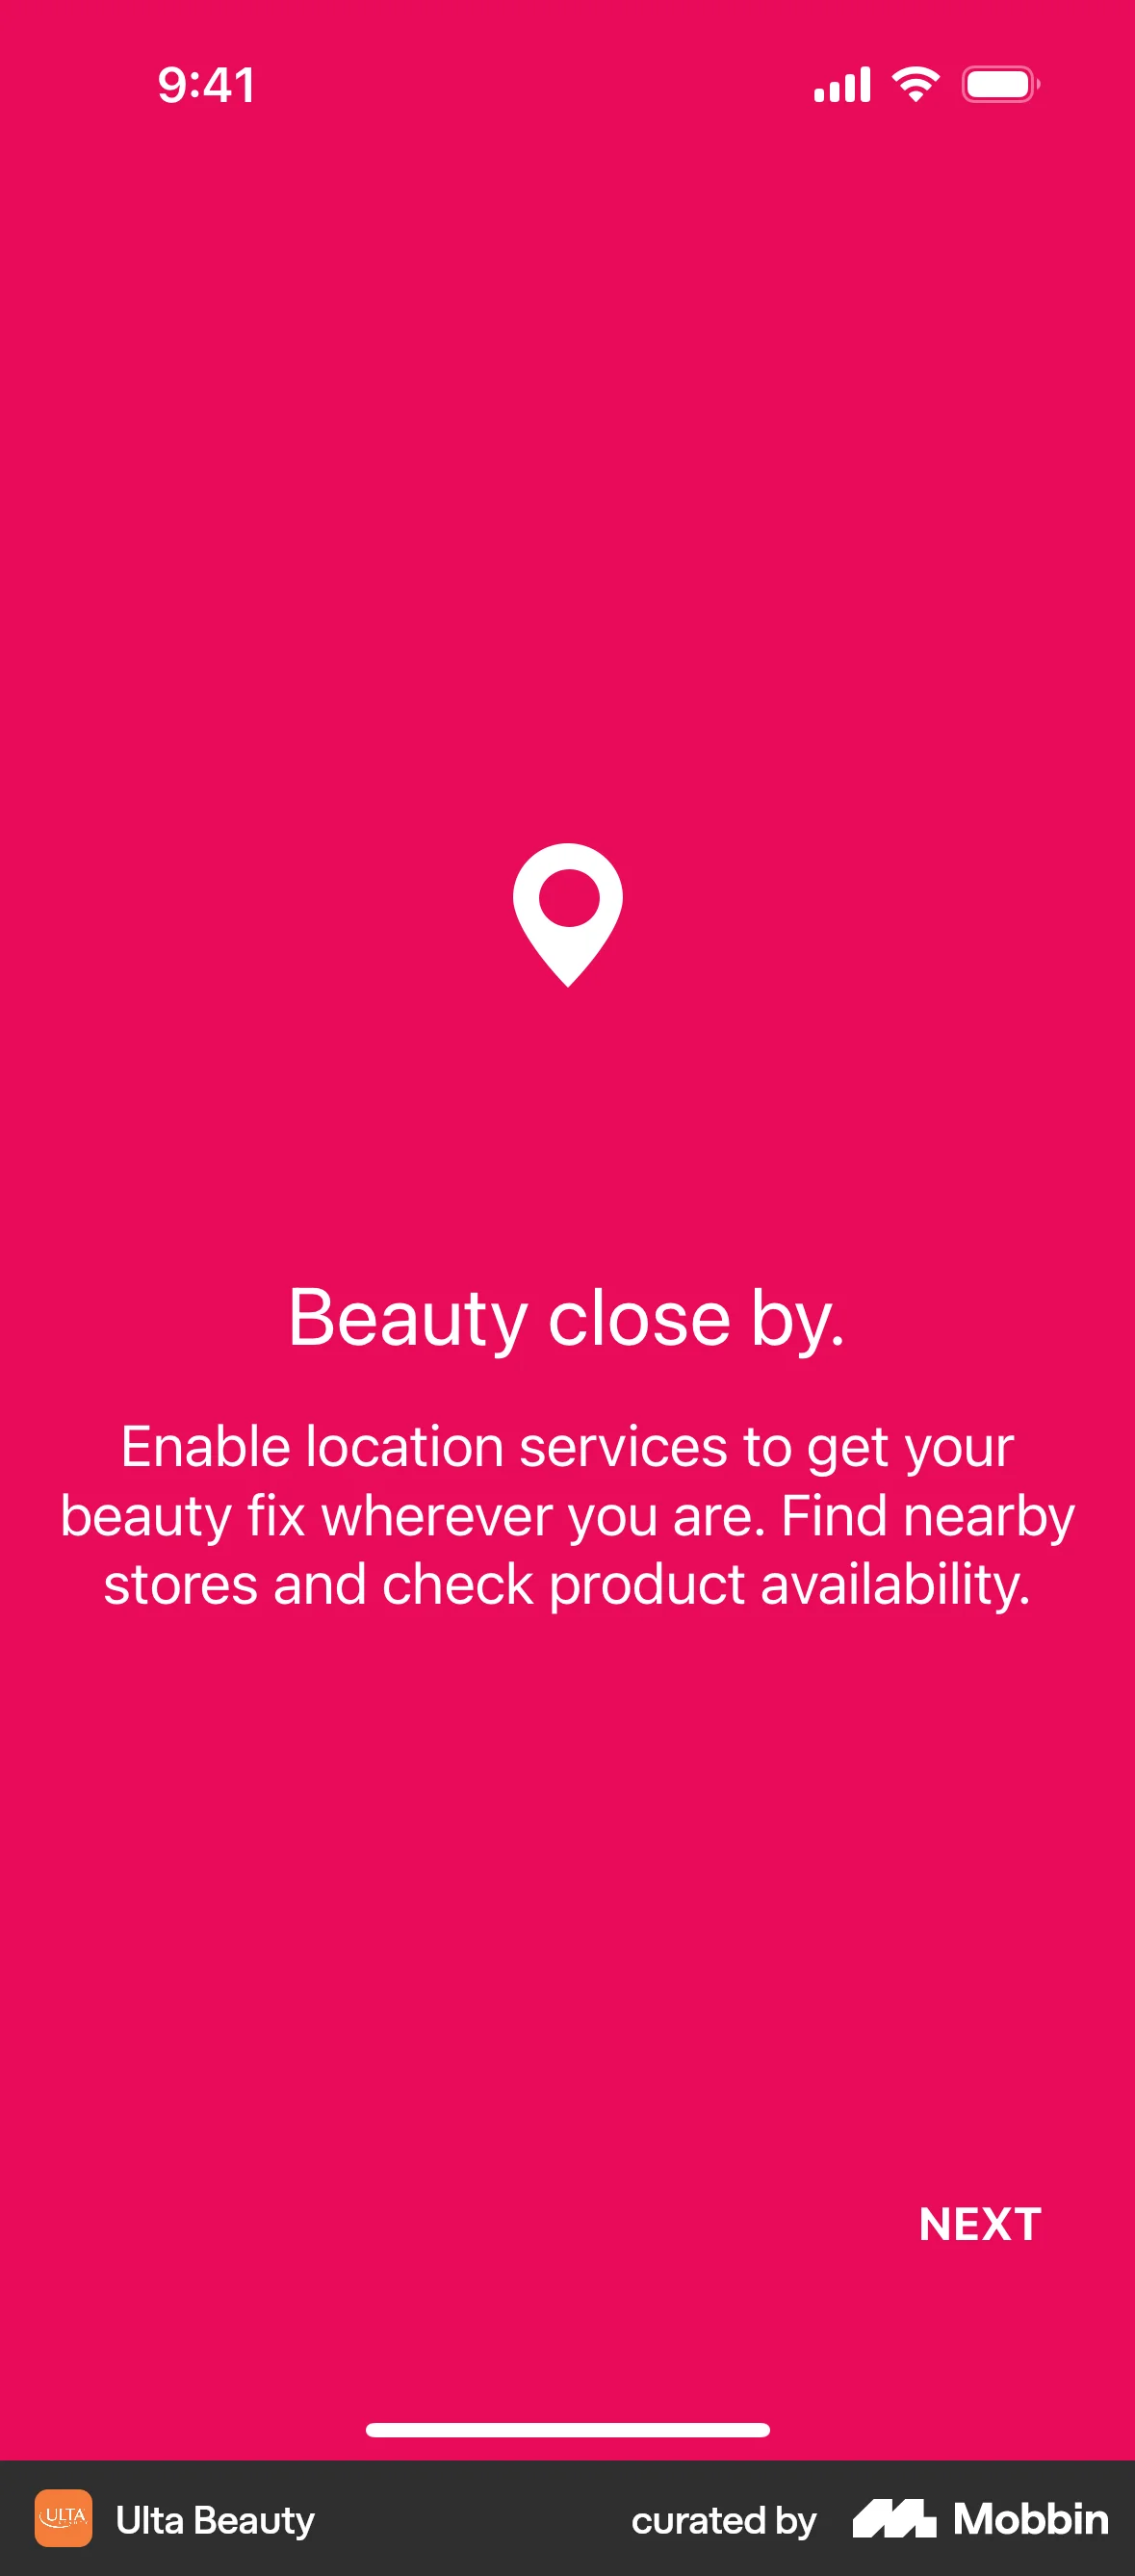 9:41
Beauty close by.
Enable location services to get your
beauty fix wherever you are. Find nearby
stores and check product availability.
NEXT
ULTA
Ulta Beauty
curated by
Mobbin